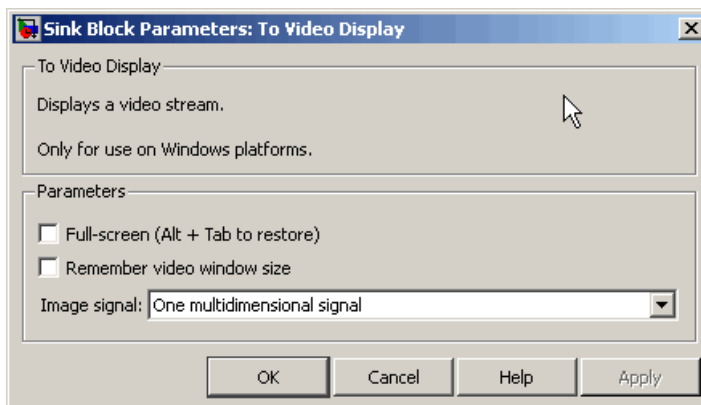 Sink Block Parameters: To Video Display
To Video Display
Displays a video stream.
Only for use on Windows platforms.
Parameters
Full-screen (Alt + Tab to restore)
Remember video window size
Image signal: One multidimensional signal
OK Cancel Help Apply